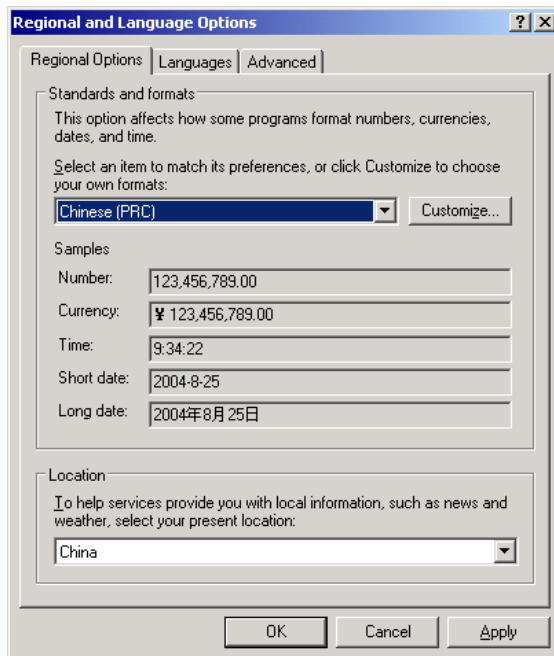 Regional and Language Options
Regional Options Languages Advanced
Standards and formats
This option affects how some programs format numbers, currencies,
dates, and time.
Select an item to match its preferences, or click Customize to choose
your own formats:
Chinese (PRC) Customize...
Samples
Number: 123,456,789.00
Currency: ¥ 123,456,789.00
Time: 9:34:22
Short date: 2004-8-25
Long date: 2004年8月25日
Location
To help services provide you with local information, such as news and
weather, select your present location:
China
OK Cancel Apply